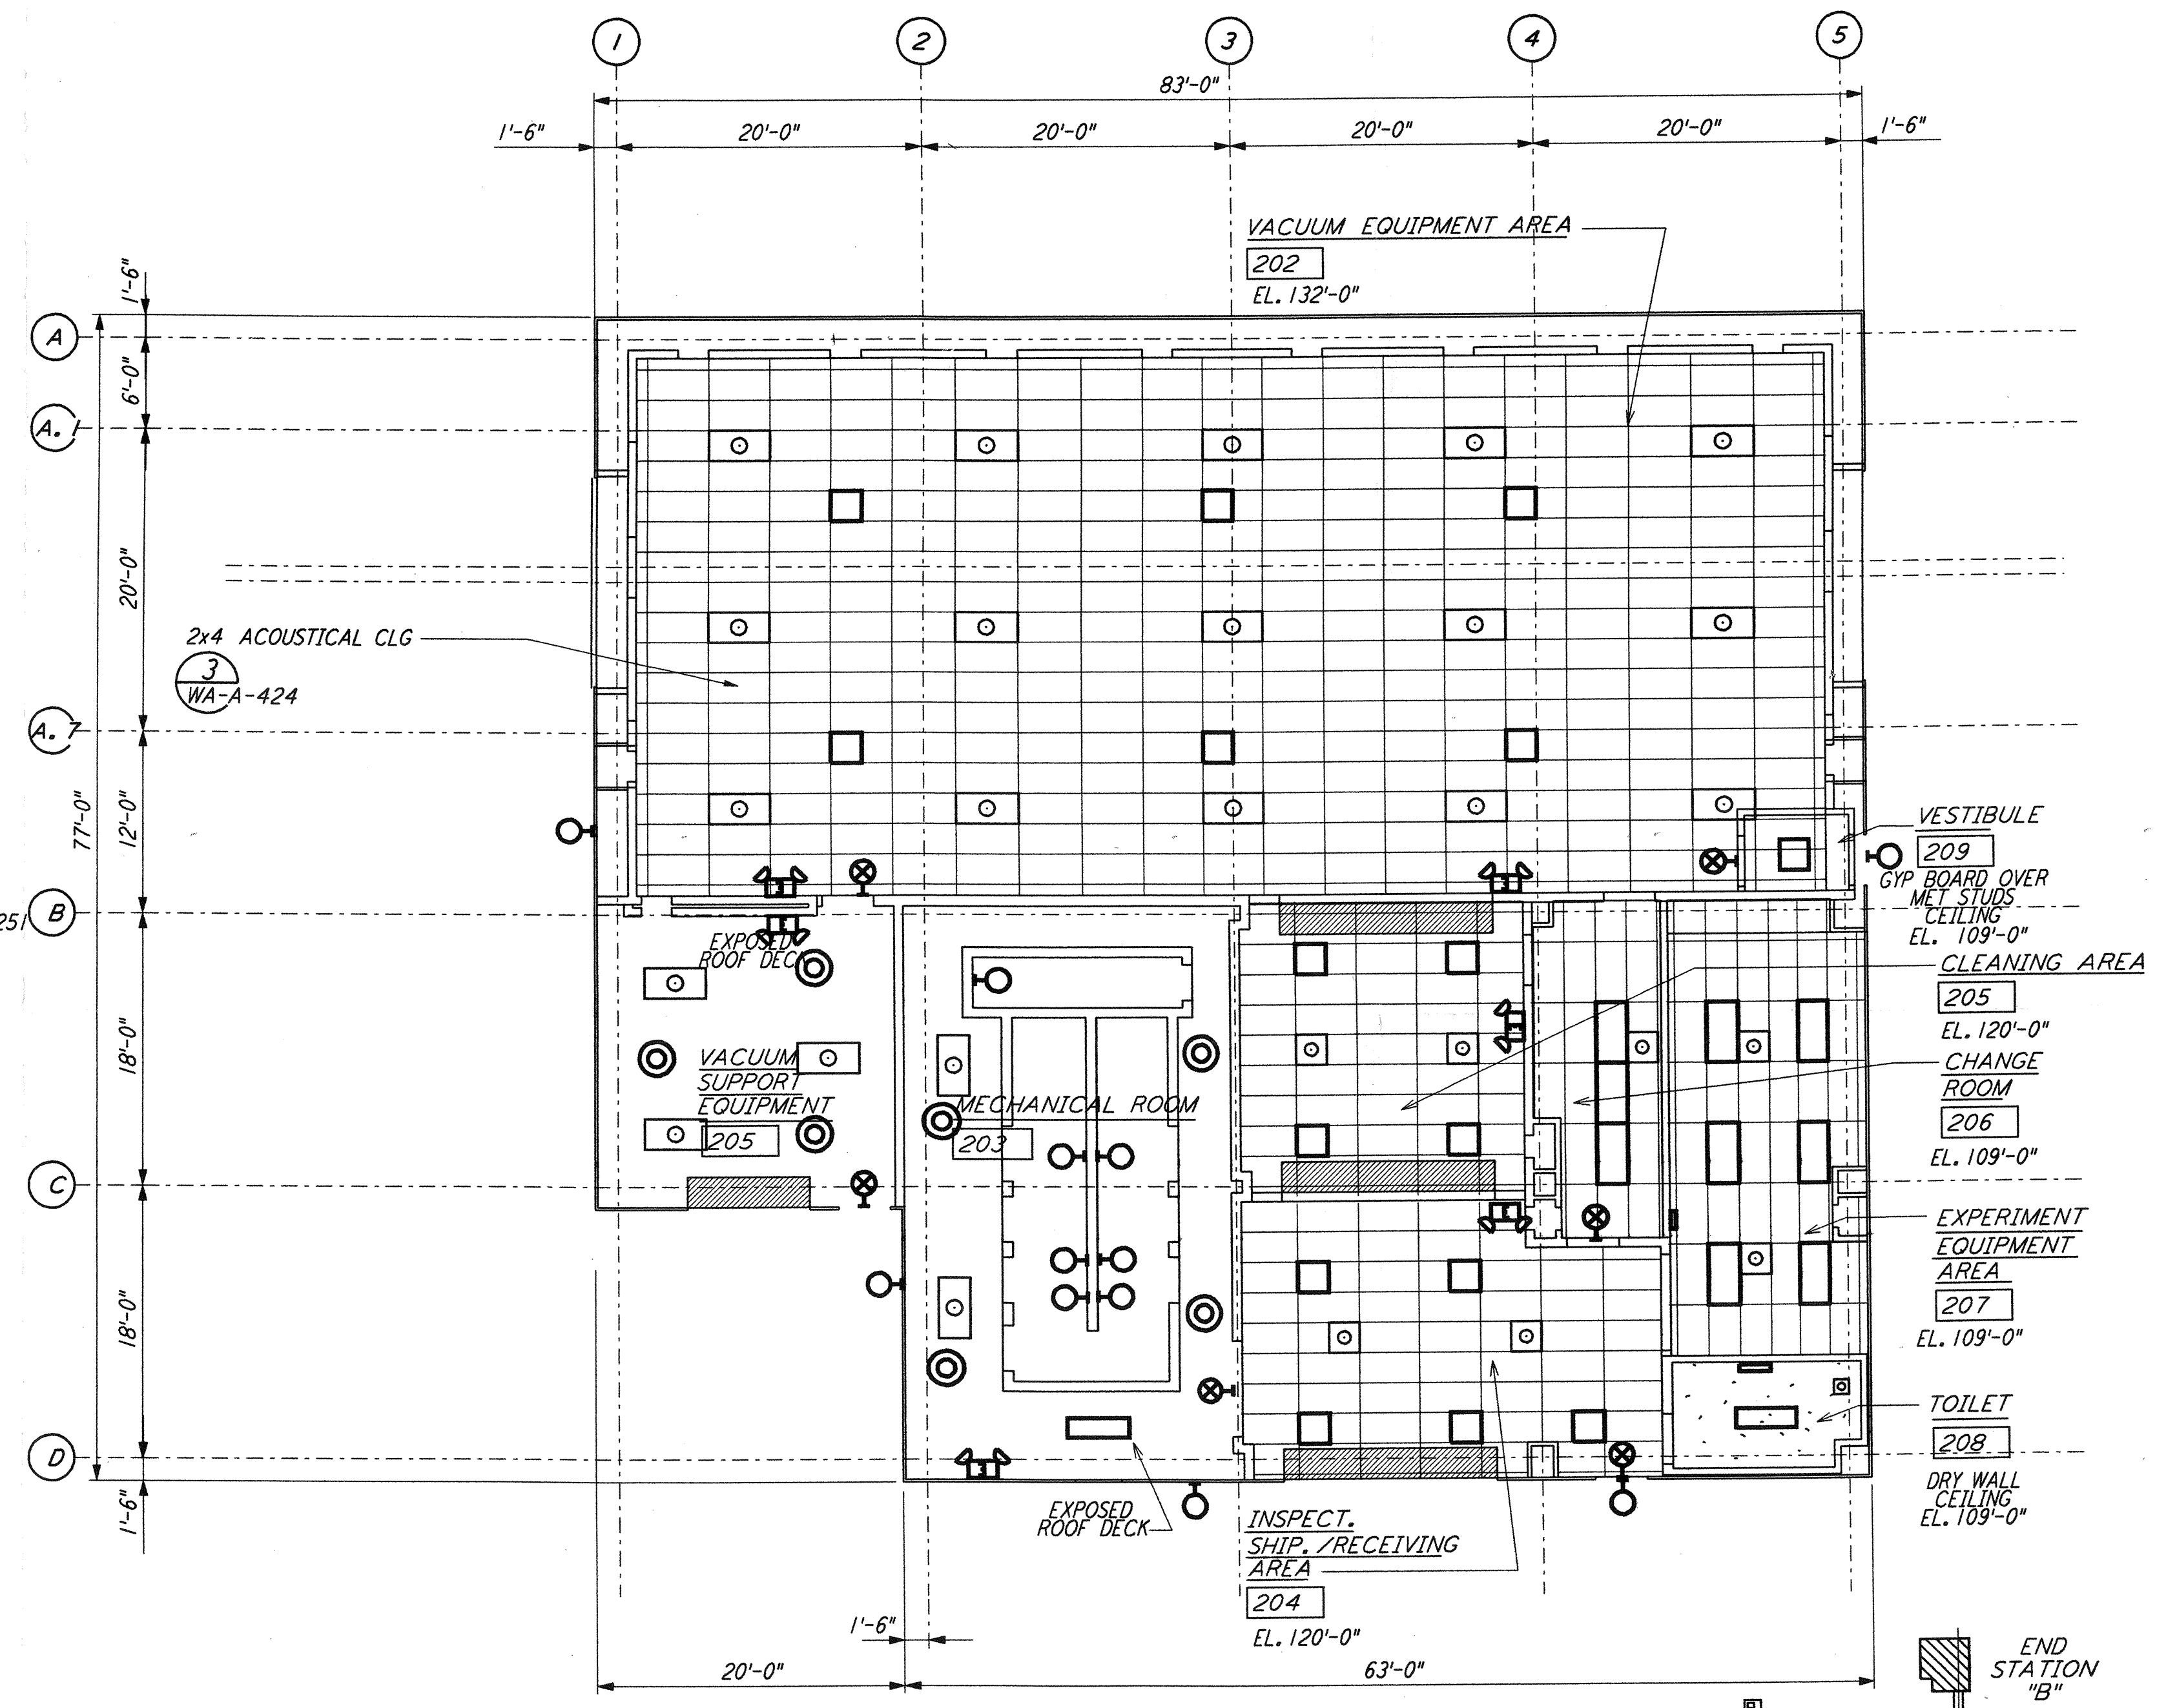 1 2 3 4 5
83'-0"
1'-6" 20'-0" 20'-0" 20'-0" 20'-0" 1'-6"
VACUUM EQUIPMENT AREA
202
EL. 132'-0"
1'-6"
A
6'-0"
A.1
20'-0"
2x4 ACOUSTICAL CLG
3
WA-A-424
A.7
77'-0"
12'-0"
VESTIBULE
209
GYP BOARD OVER
MET STUDS
CEILING
EL. 109'-0"
251
B
EXPOSED
ROOF DECK
CLEANING AREA
205
EL. 120'-0"
18'-0"
VACUUM
SUPPORT
EQUIPMENT
205
MECHANICAL ROOM
203
CHANGE
ROOM
206
EL. 109'-0"
C
EXPERIMENT
EQUIPMENT
AREA
207
EL. 109'-0"
18'-0"
TOILET
208
DRY WALL
CEILING
EL. 109'-0"
D
1'-6"
EXPOSED
ROOF DECK
INSPECT.
SHIP./RECEIVING
AREA
204
EL. 120'-0"
1'-6"
20'-0" 63'-0"
END
STATION
"B"